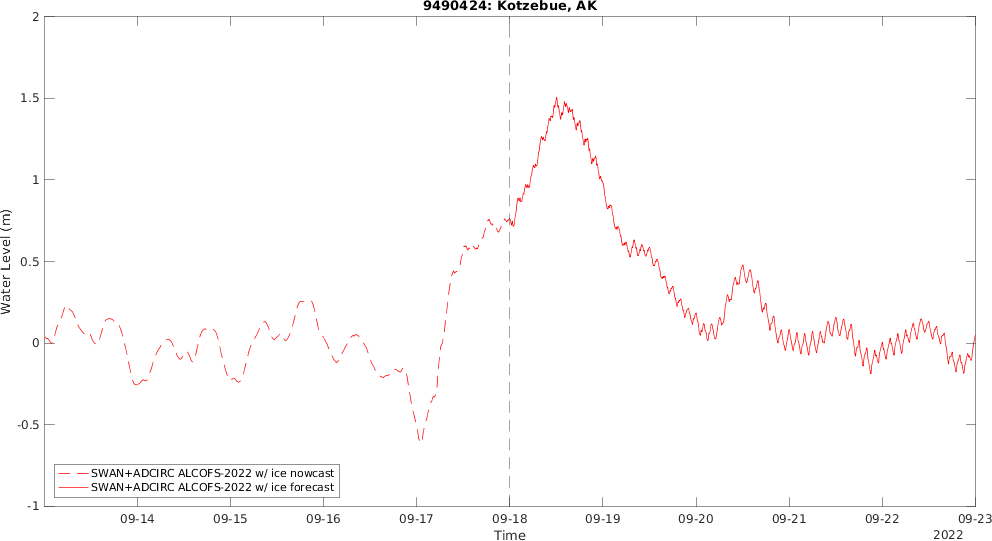 9490424: Kotzebue, AK
2
1.5
1
0.5
0
-0.5
-1
Water Level (m)
SWAN+ADCIRC ALCOFS-2022 w/ ice nowcast
SWAN+ADCIRC ALCOFS-2022 w/ ice forecast
09-14 09-15 09-16 09-17 09-18 09-19 09-20 09-21 09-22 09-23
Time
2022